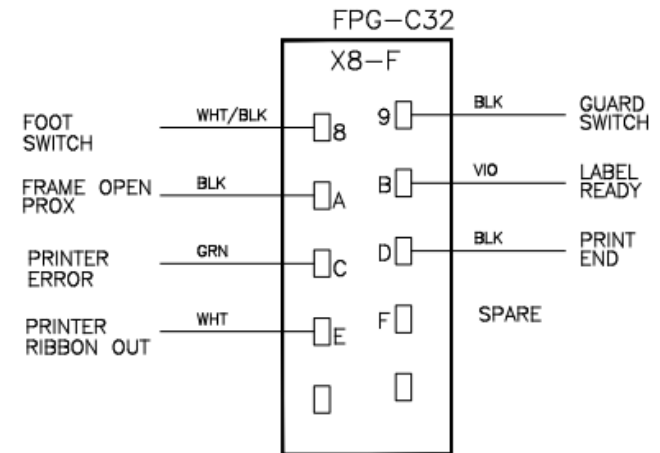 FPG-C32
X8-F
FOOT
SWITCH
WHT/BLK
8
9
BLK
GUARD
SWITCH
FRAME OPEN
PROX
BLK
A
B
VIO
LABEL
READY
PRINTER
ERROR
GRN
C
D
BLK
PRINT
END
PRINTER
RIBBON OUT
WHT
E
F
SPARE